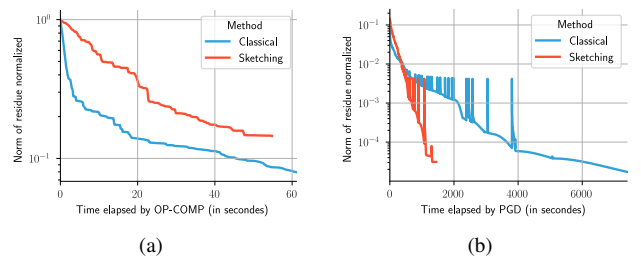 Method
Classical
Sketching
10⁰
10⁻¹
Norm of residue normalized
0 20 40 60
Time elapsed by OP-COMP (in secondes)
(a)
Method
Classical
Sketching
10⁻¹
10⁻²
10⁻³
10⁻⁴
Norm of residue normalized
0 2000 4000 6000
Time elapsed by PGD (in secondes)
(b)